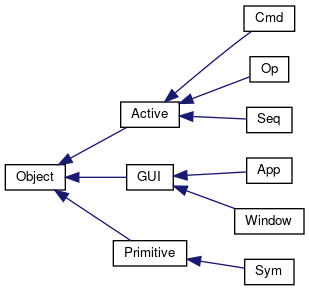 Cmd
Op
Active
Seq
App
Object
GUI
Window
Primitive
Sym